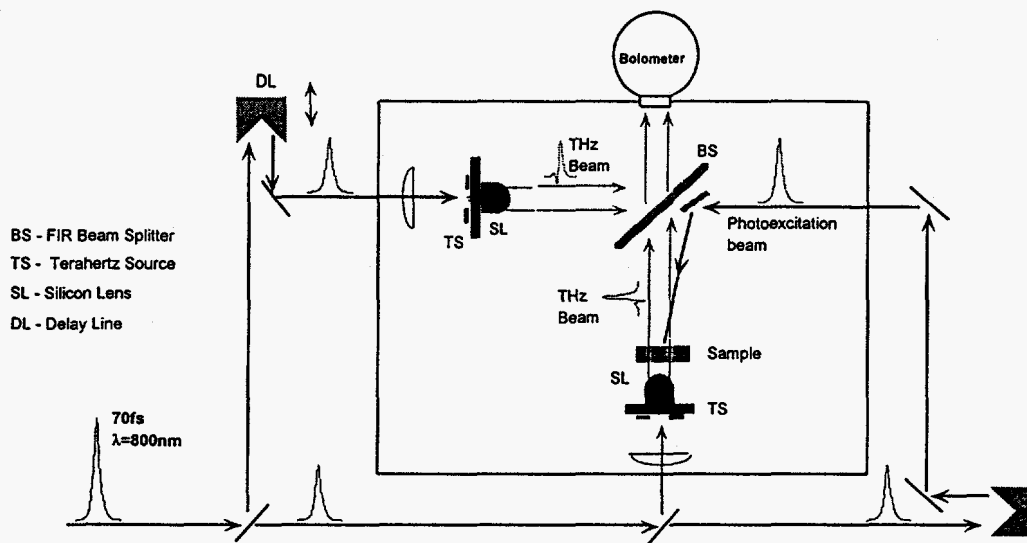 Bolometer
DL
THz
Beam
BS
TS
SL
Photoexcitation
beam
BS - FIR Beam Splitter
TS - Terahertz Source
SL - Silicon Lens
DL - Delay Line
THz
Beam
Sample
SL
TS
70fs
λ=800nm